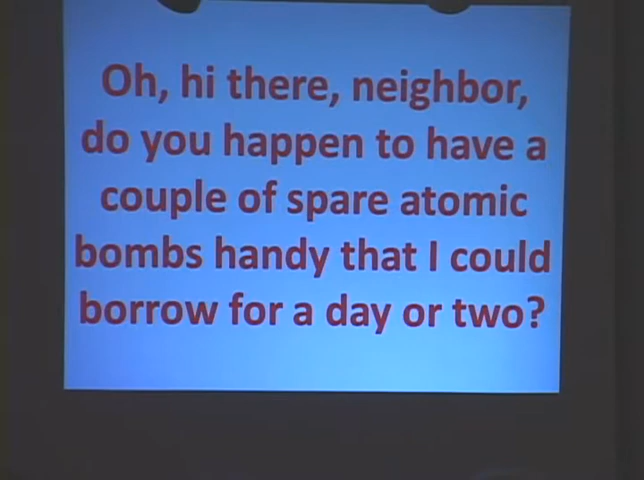 Oh, hi there, neighbor,
do you happen to have a
couple of spare atomic
bombs handy that I could
borrow for a day or two?